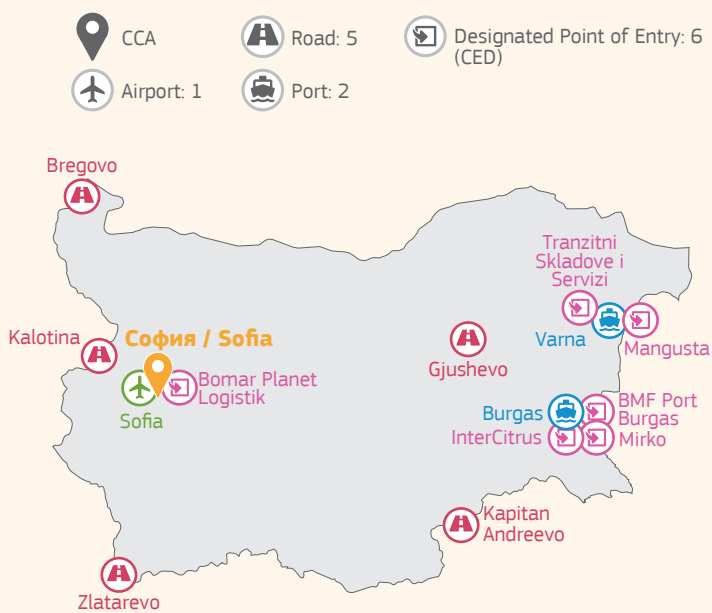 CCA
Road: 5
Designated Point of Entry: 6
(CED)
Airport: 1
Port: 2
Bregovo
Tranzitni
Skladove i
Servizi
Kalotina
София / Sofia
Varna
Mangusta
Gjushevo
Bomar Planet
Logistik
Sofia
Burgas
BMF Port
Burgas
InterCitrus
Mirko
Kapitan
Andreevo
Zlatarevo